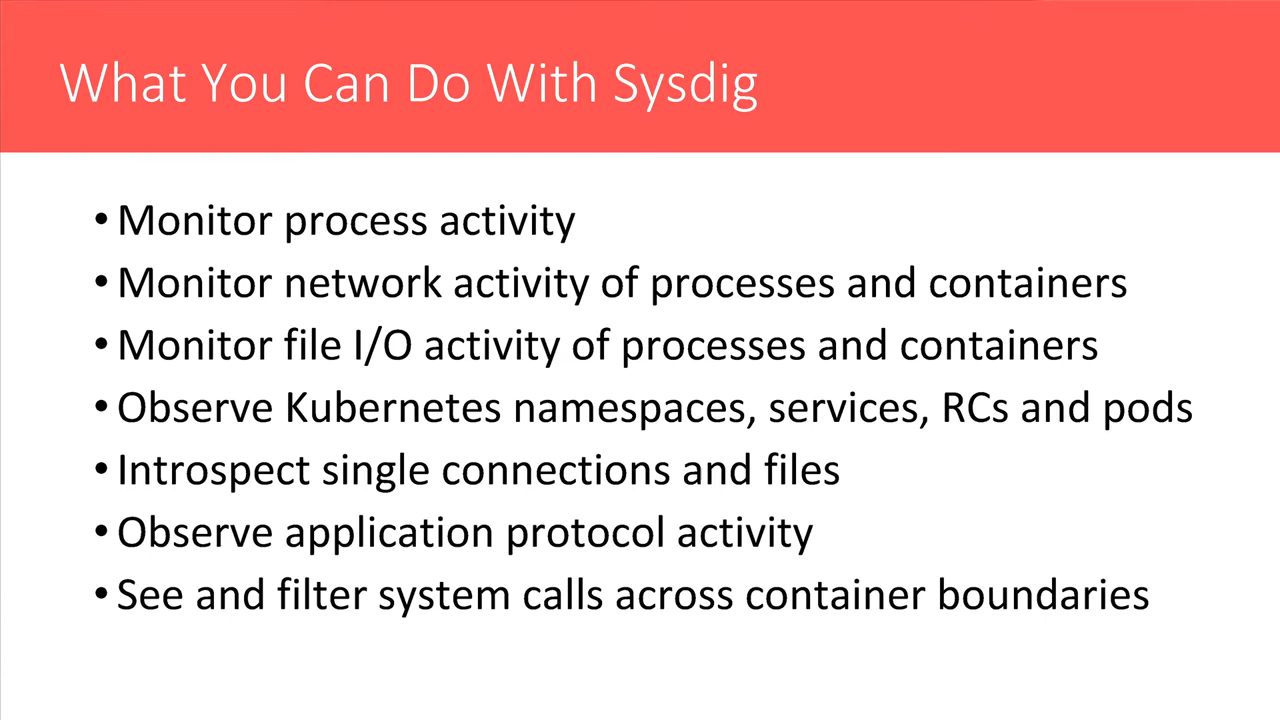 What You Can Do With Sysdig
• Monitor process activity
• Monitor network activity of processes and containers
• Monitor file I/O activity of processes and containers
• Observe Kubernetes namespaces, services, RCs and pods
• Introspect single connections and files
• Observe application protocol activity
• See and filter system calls across container boundaries